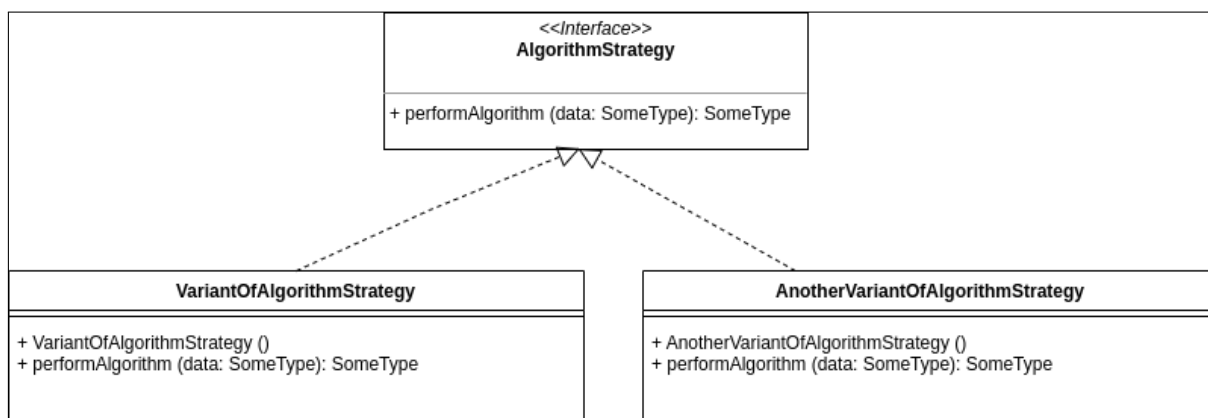 <<Interface>>
AlgorithmStrategy
+ performAlgorithm (data: SomeType): SomeType
VariantOfAlgorithmStrategy
+ VariantOfAlgorithmStrategy ()
+ performAlgorithm (data: SomeType): SomeType
AnotherVariantOfAlgorithmStrategy
+ AnotherVariantOfAlgorithmStrategy ()
+ performAlgorithm (data: SomeType): SomeType